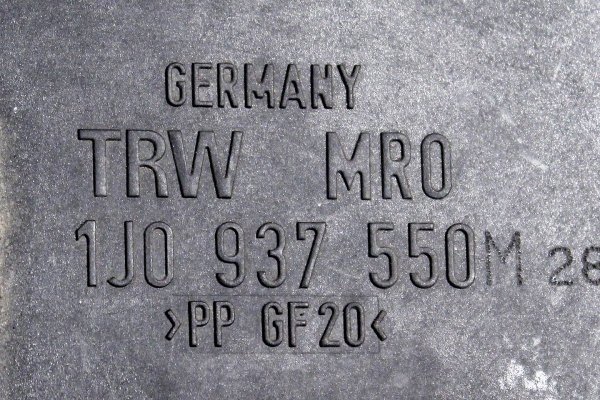 GERMANY
TRW MRO
1J0 937 550M 28
>PP GF20<